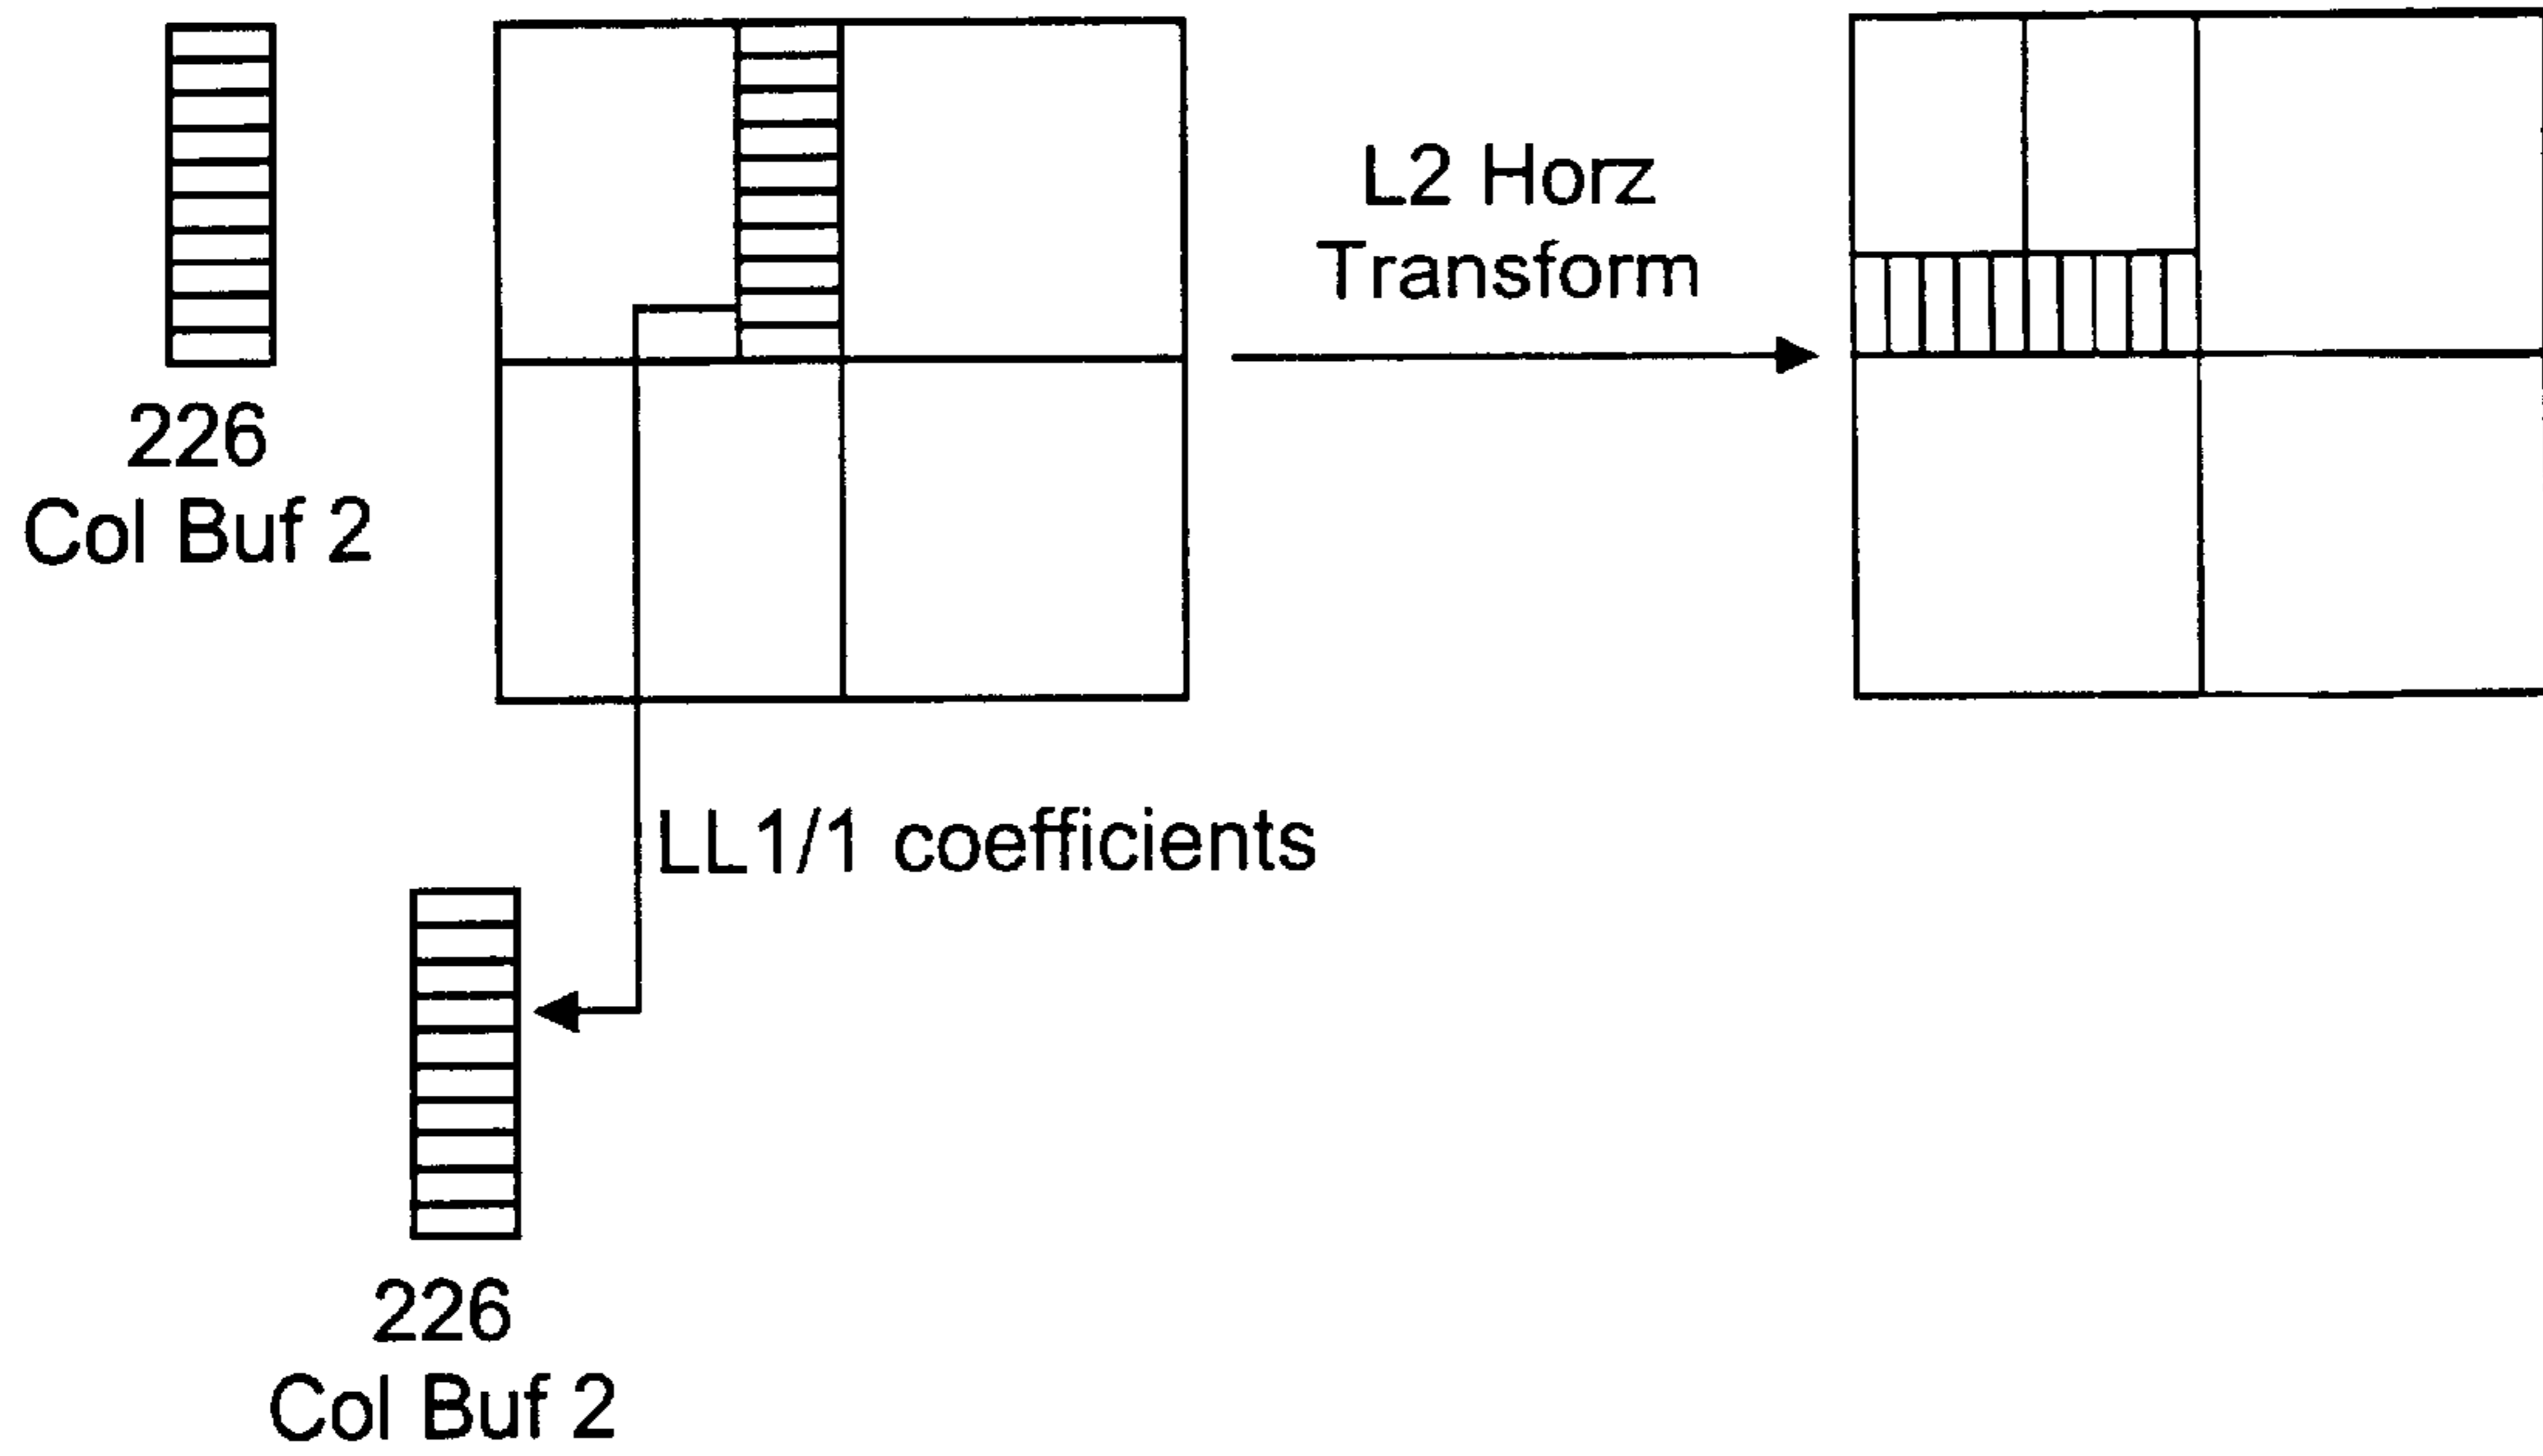 L2 Horz
Transform
226
Col Buf 2
LL1/1 coefficients
226
Col Buf 2